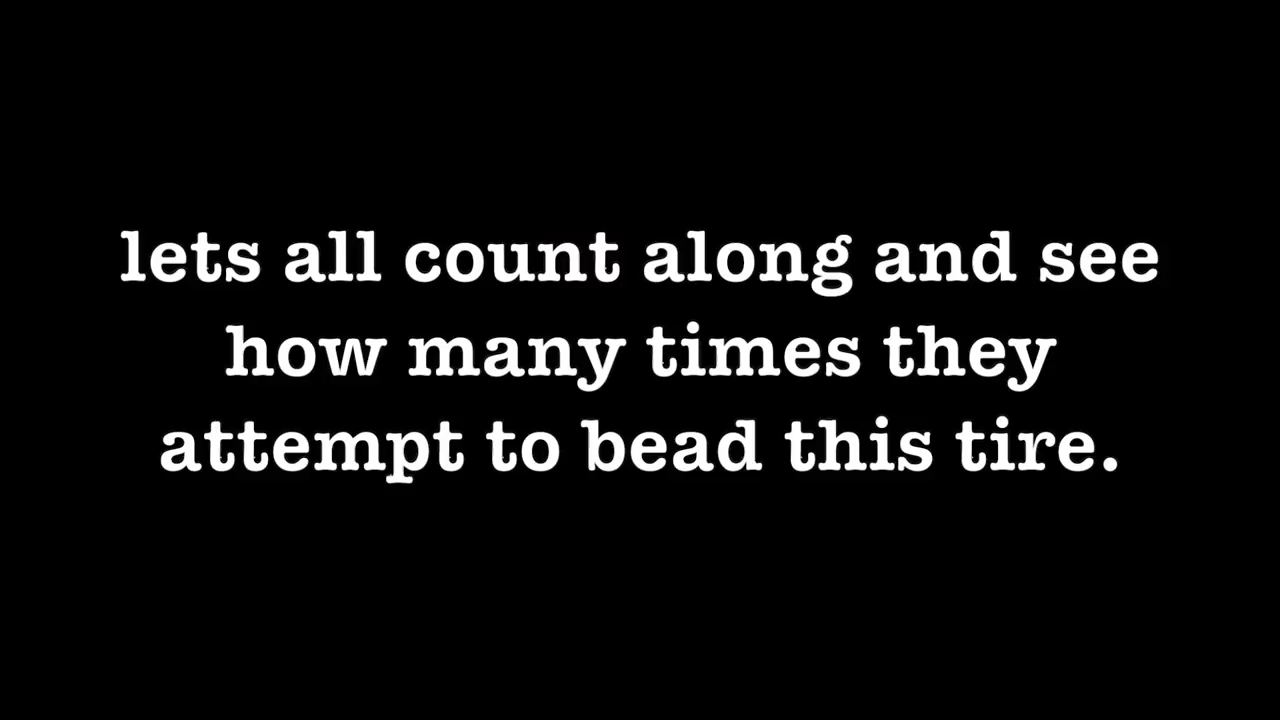 lets all count along and see
how many times they
attempt to bead this tire.